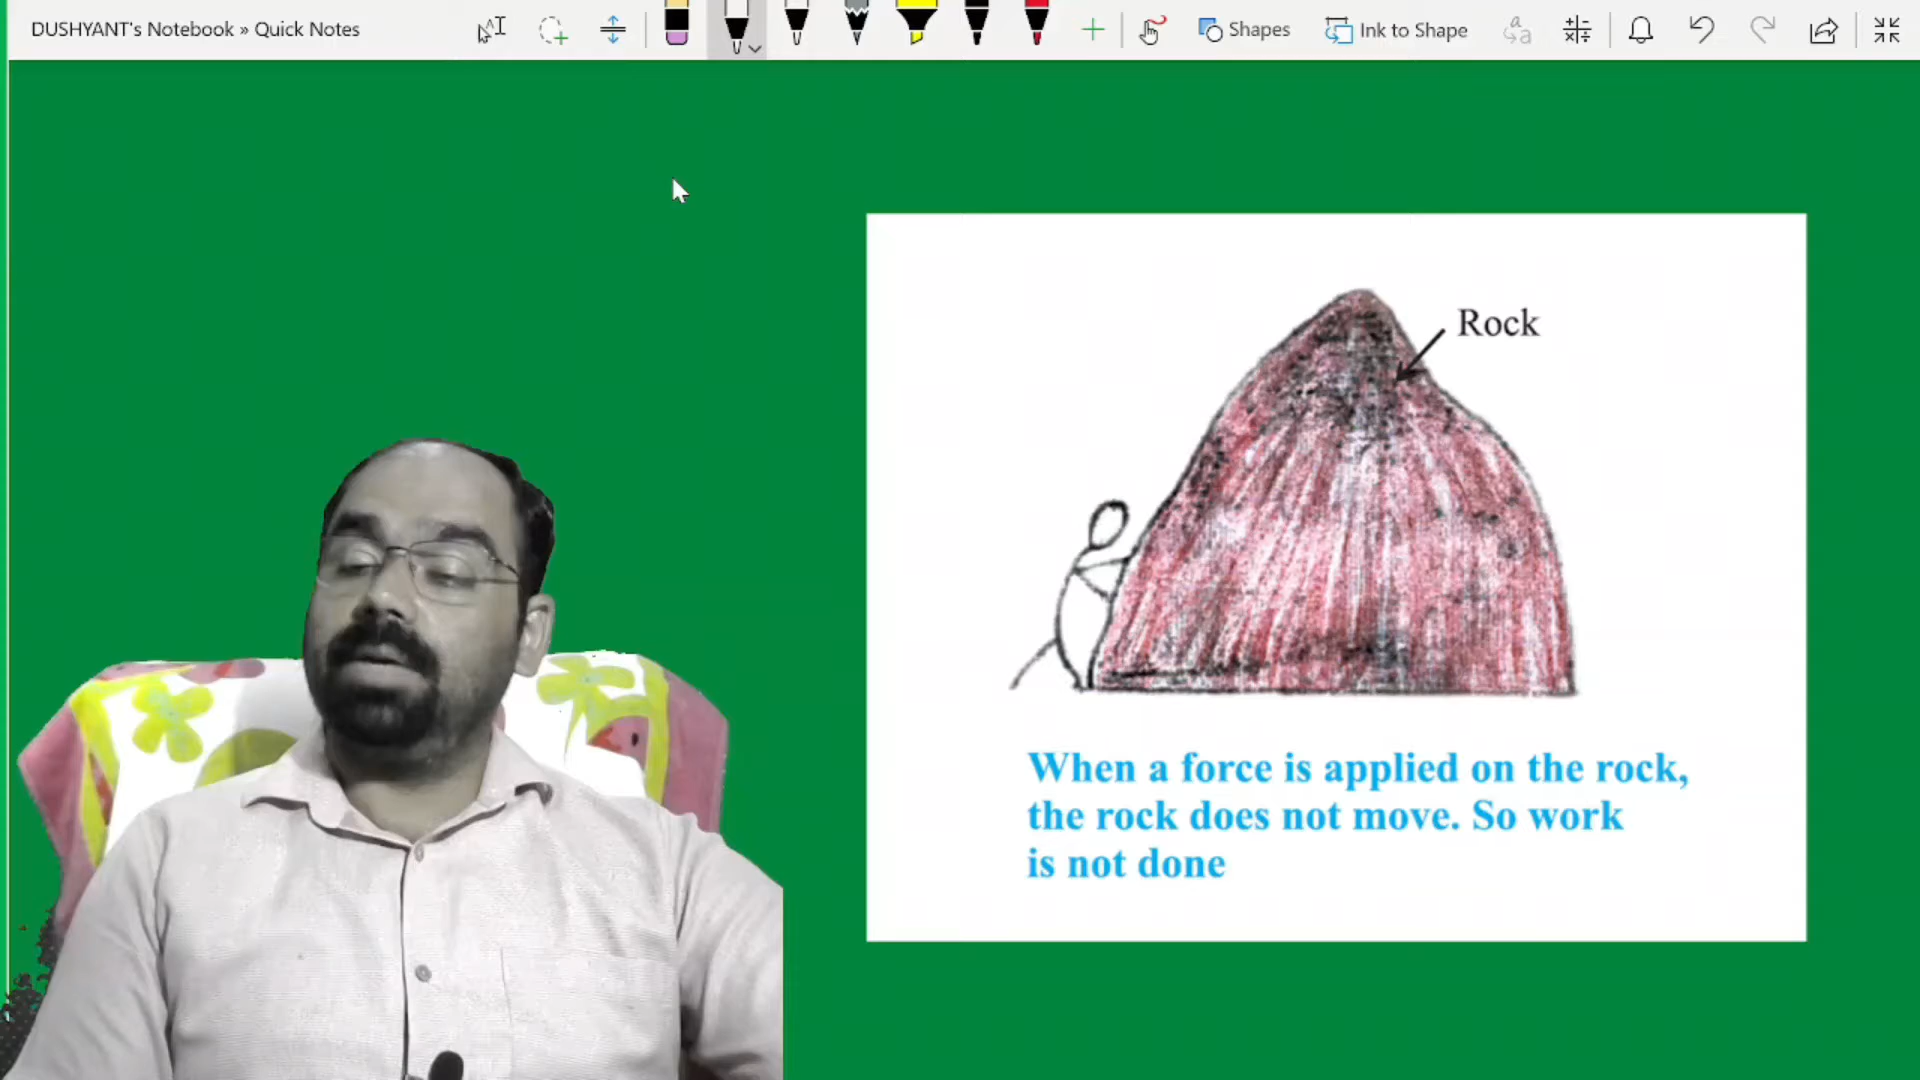 DUSHYANT's Notebook » Quick Notes
Shapes
Ink to Shape
Rock
When a force is applied on the rock,
the rock does not move. So work
is not done